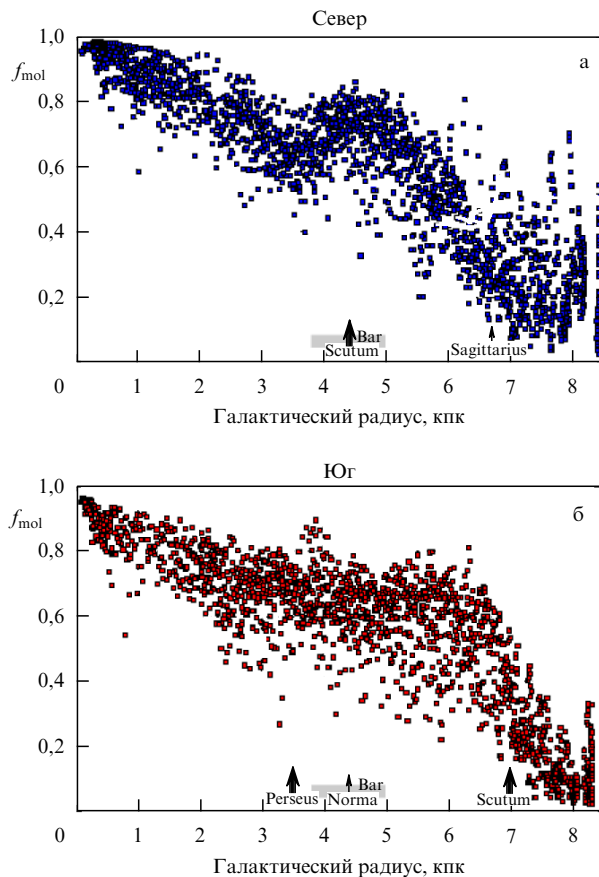 Север
1,0
а
fmol
0,8
0,6
0,4
0,2
Bar
Scutum
Sagittarius
0 1 2 3 4 5 6 7 8
Галактический радиус, кпк
Юг
1,0
б
fmol
0,8
0,6
0,4
0,2
Bar
Perseus Norma Scutum
0 1 2 3 4 5 6 7 8
Галактический радиус, кпк